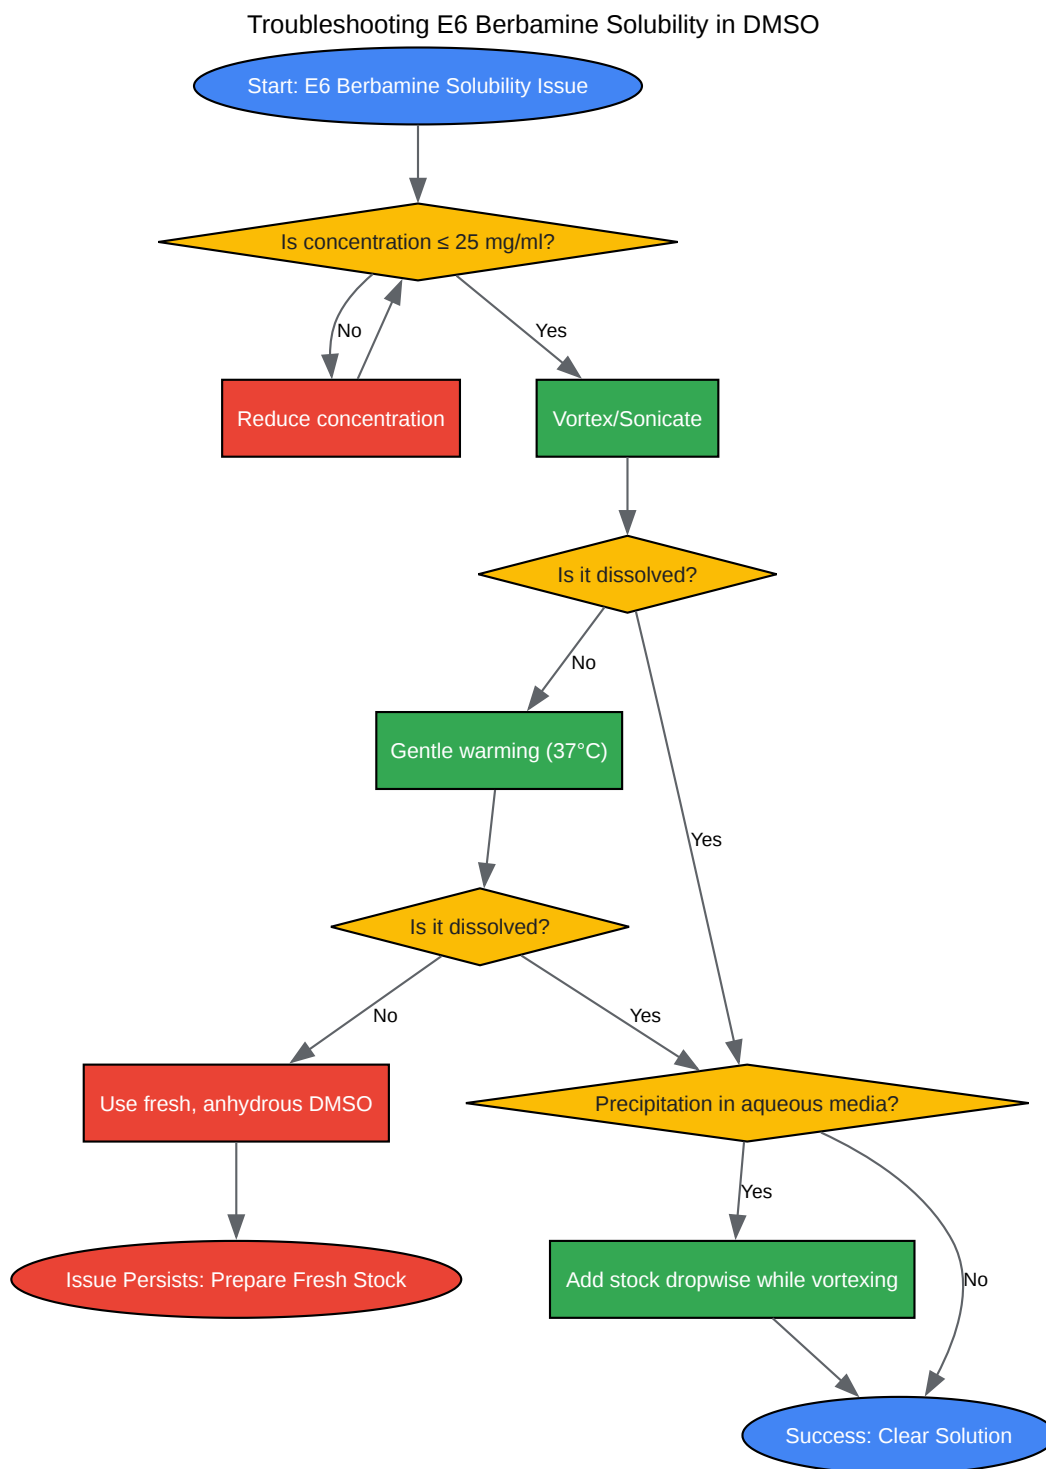 Troubleshooting E6 Berbamine Solubility in DMSO
Start: E6 Berbamine Solubility Issue
Is concentration ≤ 25 mg/ml?
No
Yes
Reduce concentration
Vortex/Sonicate
Is it dissolved?
No
Gentle warming (37°C)
Yes
Is it dissolved?
No
Yes
Use fresh, anhydrous DMSO
Precipitation in aqueous media?
Yes
Issue Persists: Prepare Fresh Stock
Add stock dropwise while vortexing
No
Success: Clear Solution